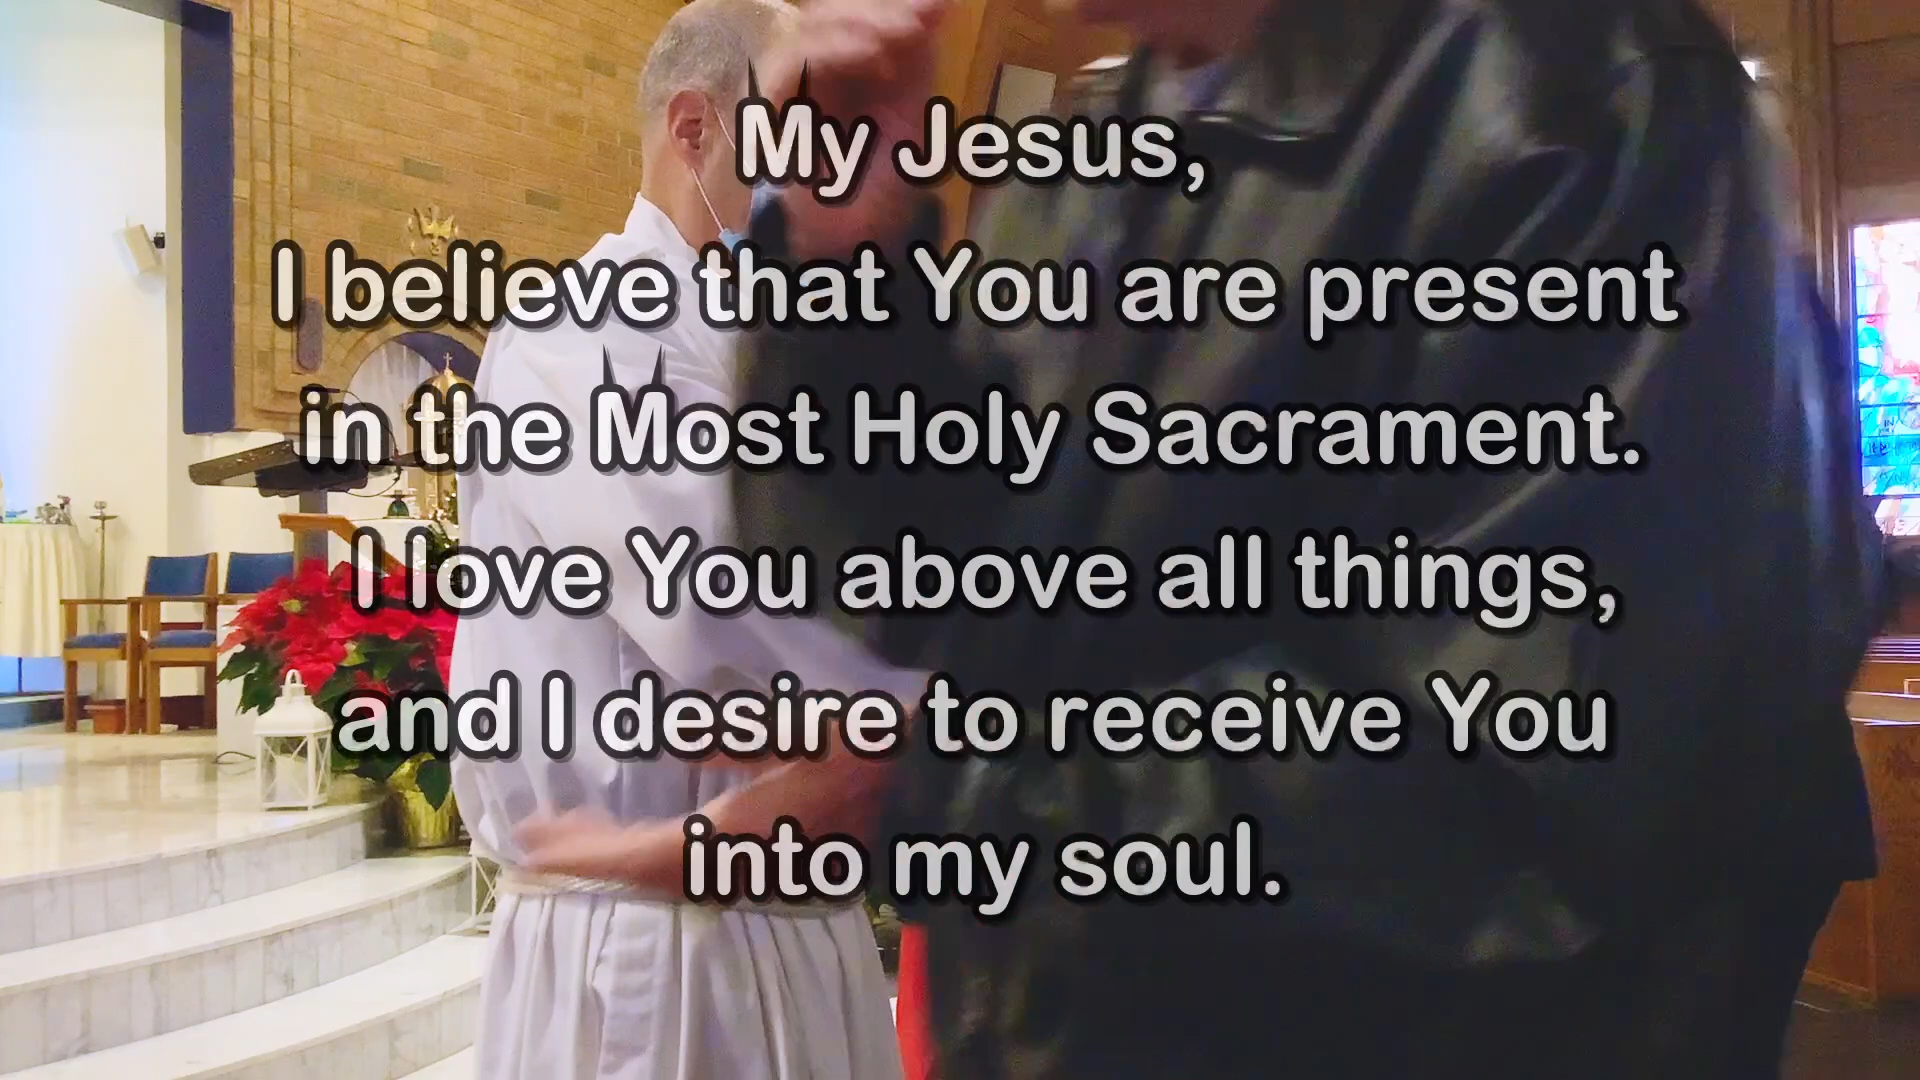 My Jesus,
I believe that You are present
in the Most Holy Sacrament.
I love You above all things,
and I desire to receive You
into my soul.